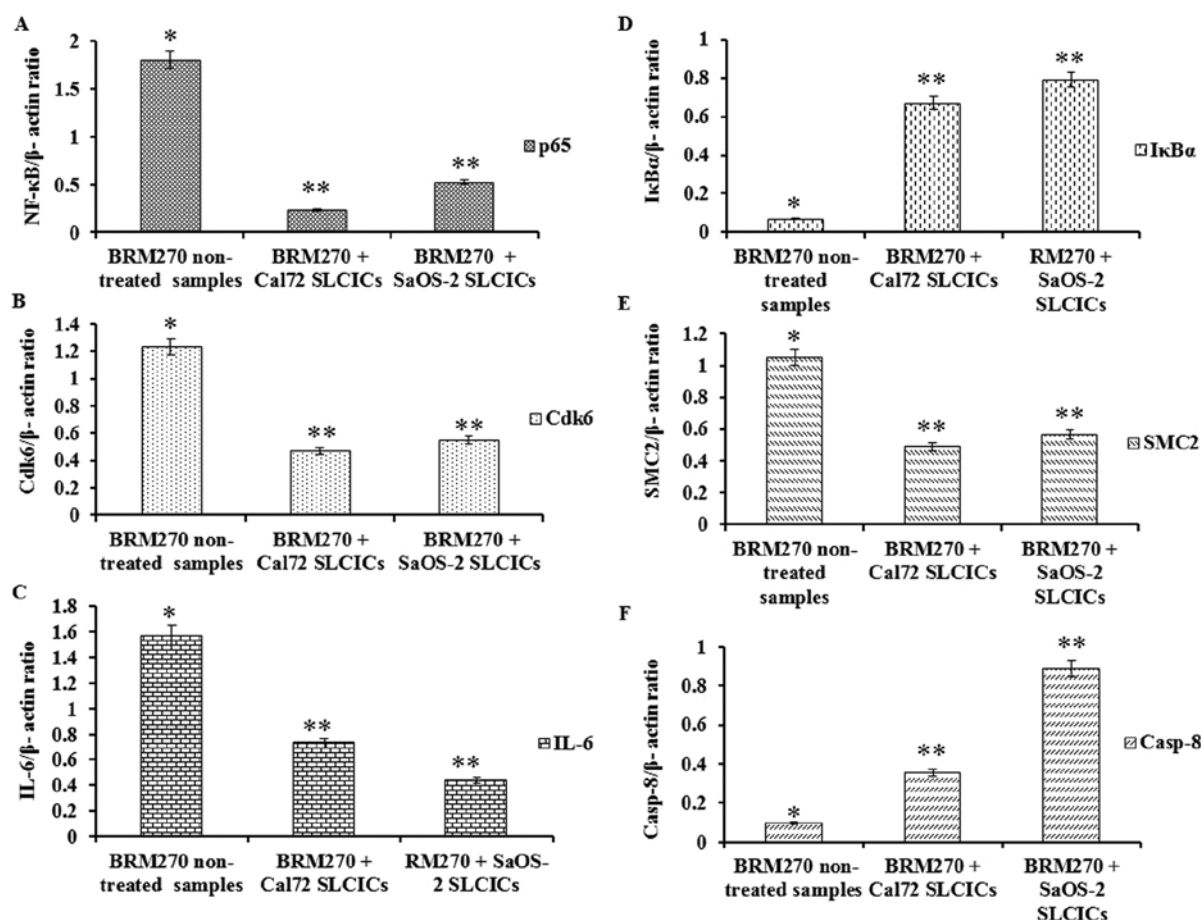 A
NF-κB/β- actin ratio
2
1.5
1
0.5
0
*
**
**
p65
BRM270 non-
treated samples
BRM270 +
Cal72 SLCICs
BRM270 +
SaOS-2 SLCICs
B
Cdk6/β- actin ratio
1.4
1.2
1
0.8
0.6
0.4
0.2
0
*
**
**
Cdk6
BRM270 non-
treated samples
BRM270 +
Cal72 SLCICs
BRM270 +
SaOS-2 SLCICs
C
IL-6/β- actin ratio
1.6
1.4
1.2
1
0.8
0.6
0.4
0.2
0
*
**
**
IL-6
BRM270 non-
treated samples
BRM270 +
Cal72 SLCICs
RM270 + SaOS-
2 SLCICs
D
IκBα/β- actin ratio
1
0.8
0.6
0.4
0.2
0
*
**
**
IκBα
BRM270 non-
treated
samples
BRM270 +
Cal72 SLCICs
RM270 +
SaOS-2
SLCICs
E
SMC2/β- actin ratio
1.2
1
0.8
0.6
0.4
0.2
0
*
**
**
SMC2
BRM270 non-
treated
samples
BRM270 +
Cal72 SLCICs
BRM270 +
SaOS-2
SLCICs
F
Casp-8/β- actin ratio
1
0.8
0.6
0.4
0.2
0
*
**
**
Casp-8
BRM270 non-
treated samples
BRM270 +
Cal72 SLCICs
BRM270 +
SaOS-2
SLCICs